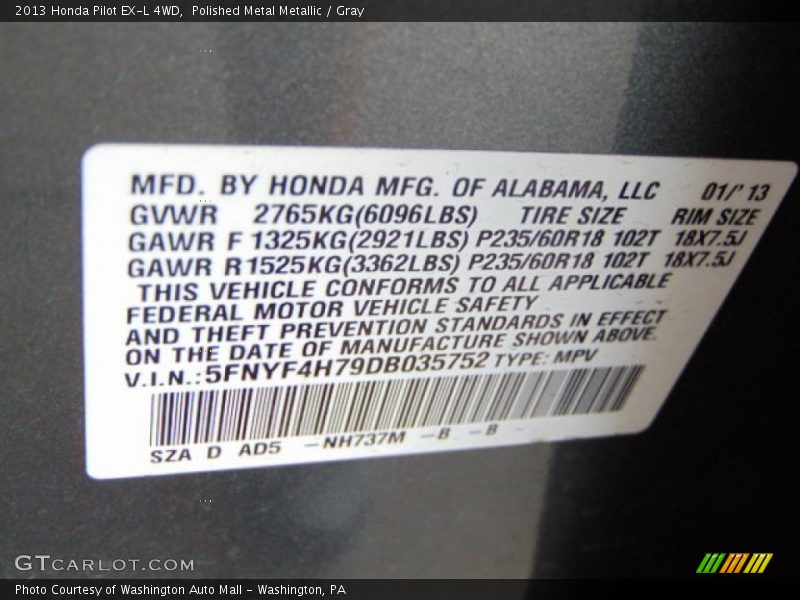 2013 Honda Pilot EX-L 4WD, Polished Metal Metallic / Gray
MFD. BY HONDA MFG. OF ALABAMA, LLC 01/' 13
GVWR 2765KG(6096LBS) TIRE SIZE RIM SIZE
GAWR F 1325KG(2921LBS) P235/60R18 102T 18X7.5J
GAWR R 1525KG(3362LBS) P235/60R18 102T 18X7.5J
THIS VEHICLE CONFORMS TO ALL APPLICABLE
FEDERAL MOTOR VEHICLE SAFETY
AND THEFT PREVENTION STANDARDS IN EFFECT
ON THE DATE OF MANUFACTURE SHOWN ABOVE.
V.I.N.:5FNYF4H79DB035752 TYPE: MPV
SZA D AD5 -NH737M -B -B -
GTCARLOT.COM
Photo Courtesy of Washington Auto Mall - Washington, PA